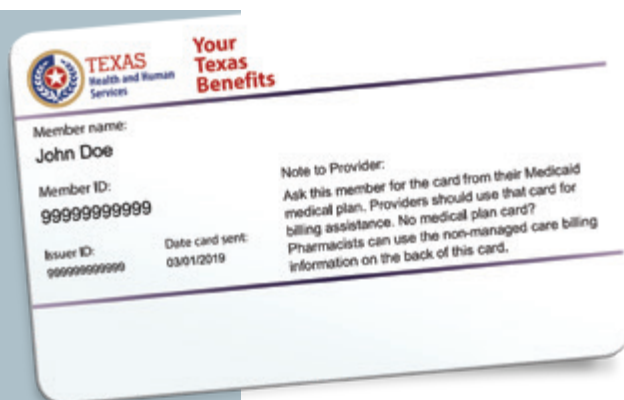 TEXAS
Health and Human
Services
Your
Texas
Benefits
Member name:
John Doe
Member ID:
99999999999
Issuer ID:
999999999999
Date card sent:
03/01/2019
Note to Provider:
Ask this member for the card from their Medicaid
medical plan. Providers should use that card for
billing assistance. No medical plan card?
Pharmacists can use the non-managed care billing
information on the back of this card.